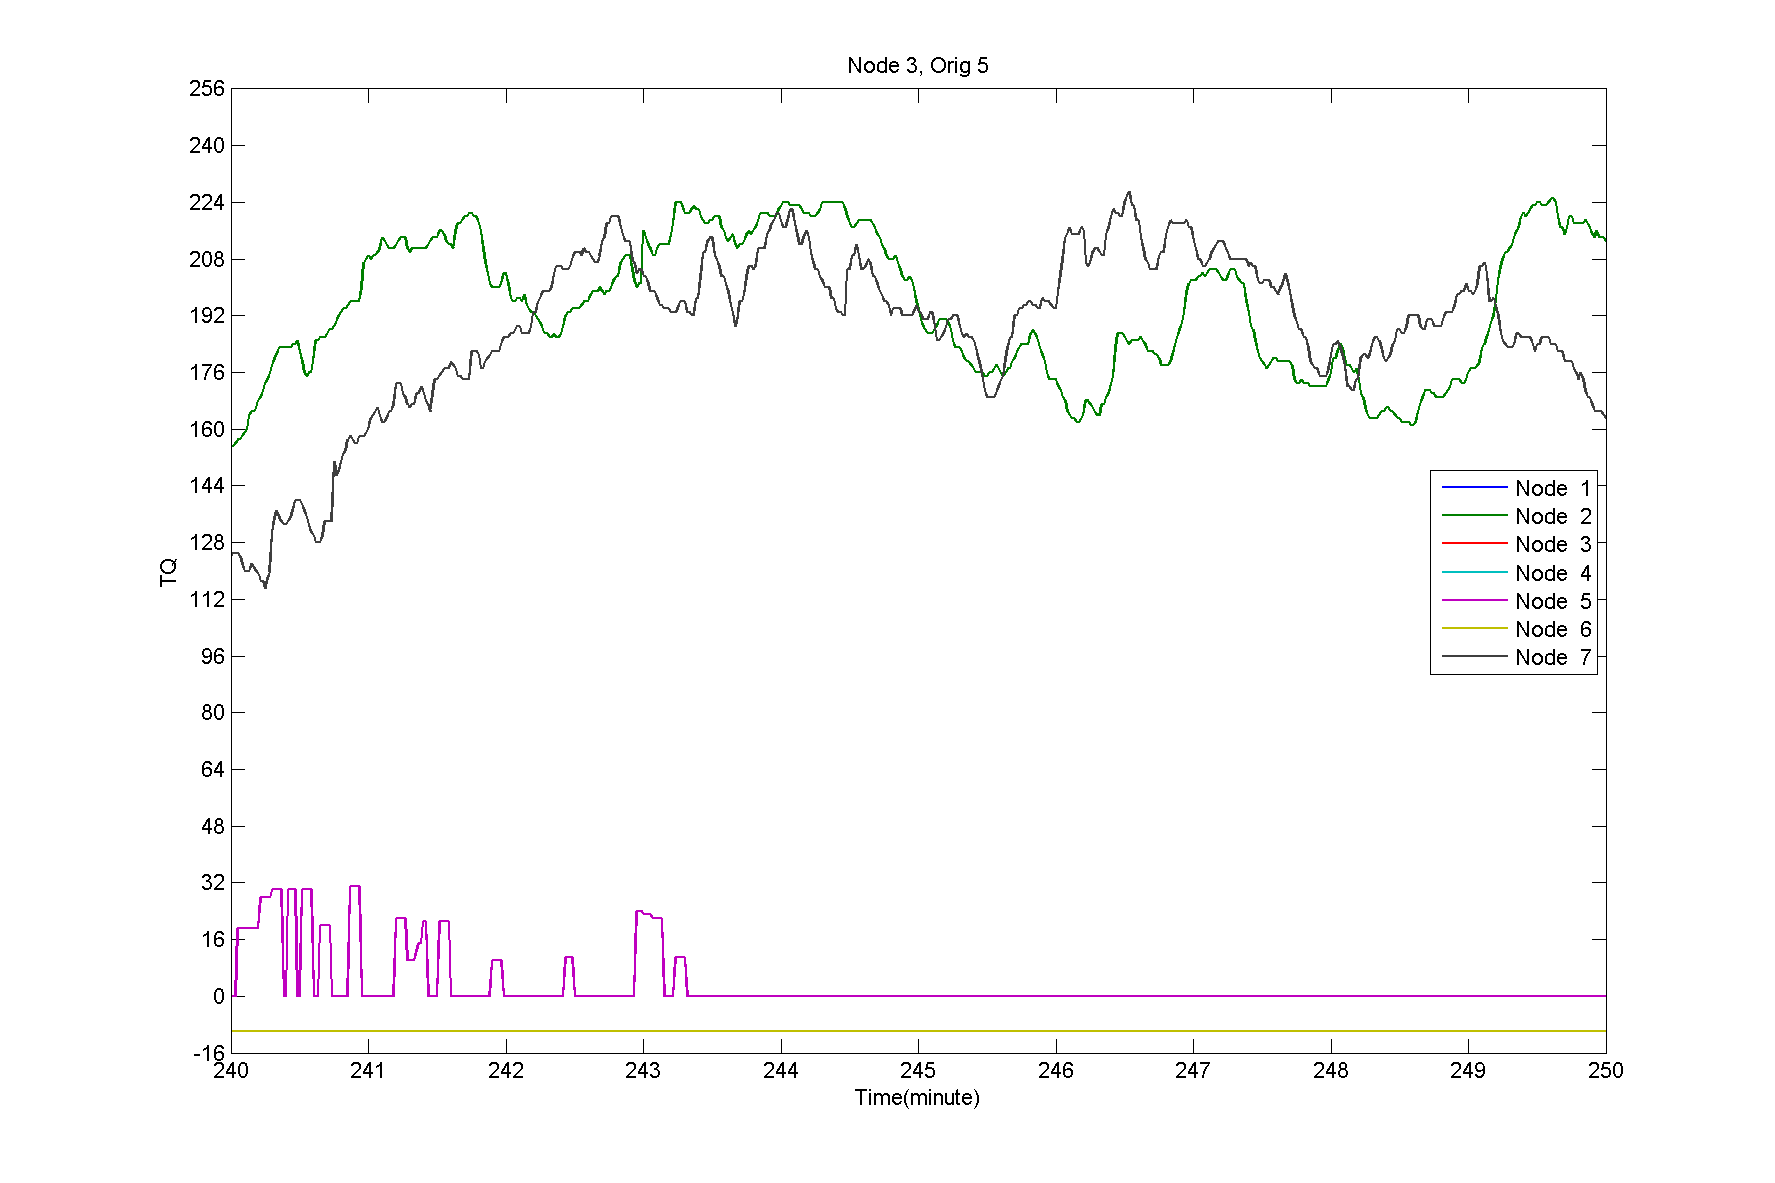 Node 3, Orig 5
256
240
224
208
192
176
160
144
128
112
96
80
64
48
32
16
0
-16
TQ
Node 1
Node 2
Node 3
Node 4
Node 5
Node 6
Node 7
240 241 242 243 244 245 246 247 248 249 250
Time(minute)